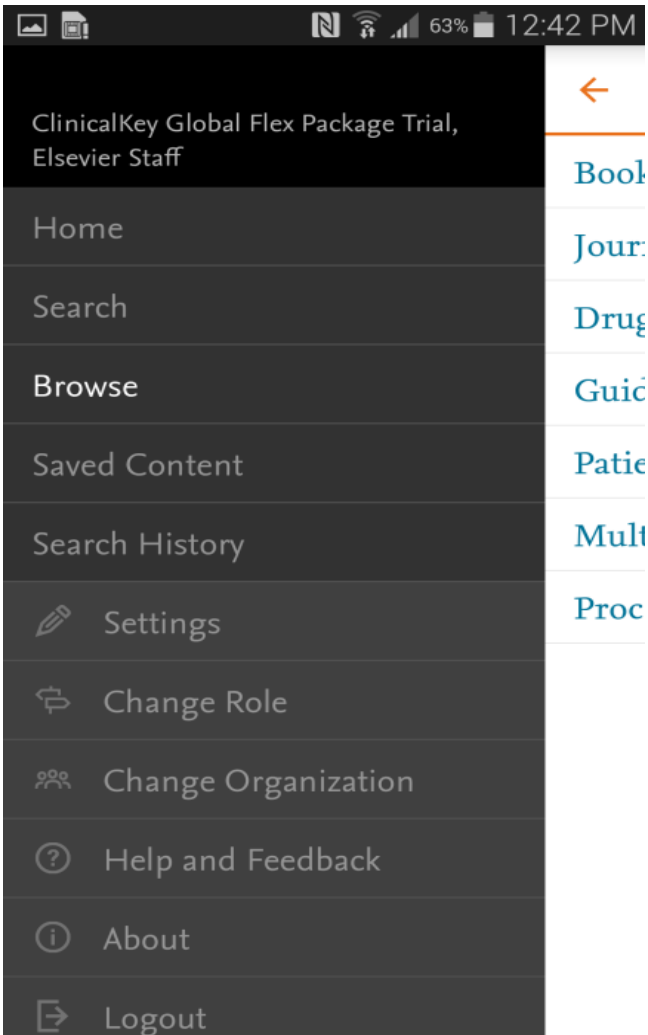 63% 12:42 PM
ClinicalKey Global Flex Package Trial,
Elsevier Staff
Home
Search
Browse
Saved Content
Search History
Settings
Change Role
Change Organization
Help and Feedback
About
Logout